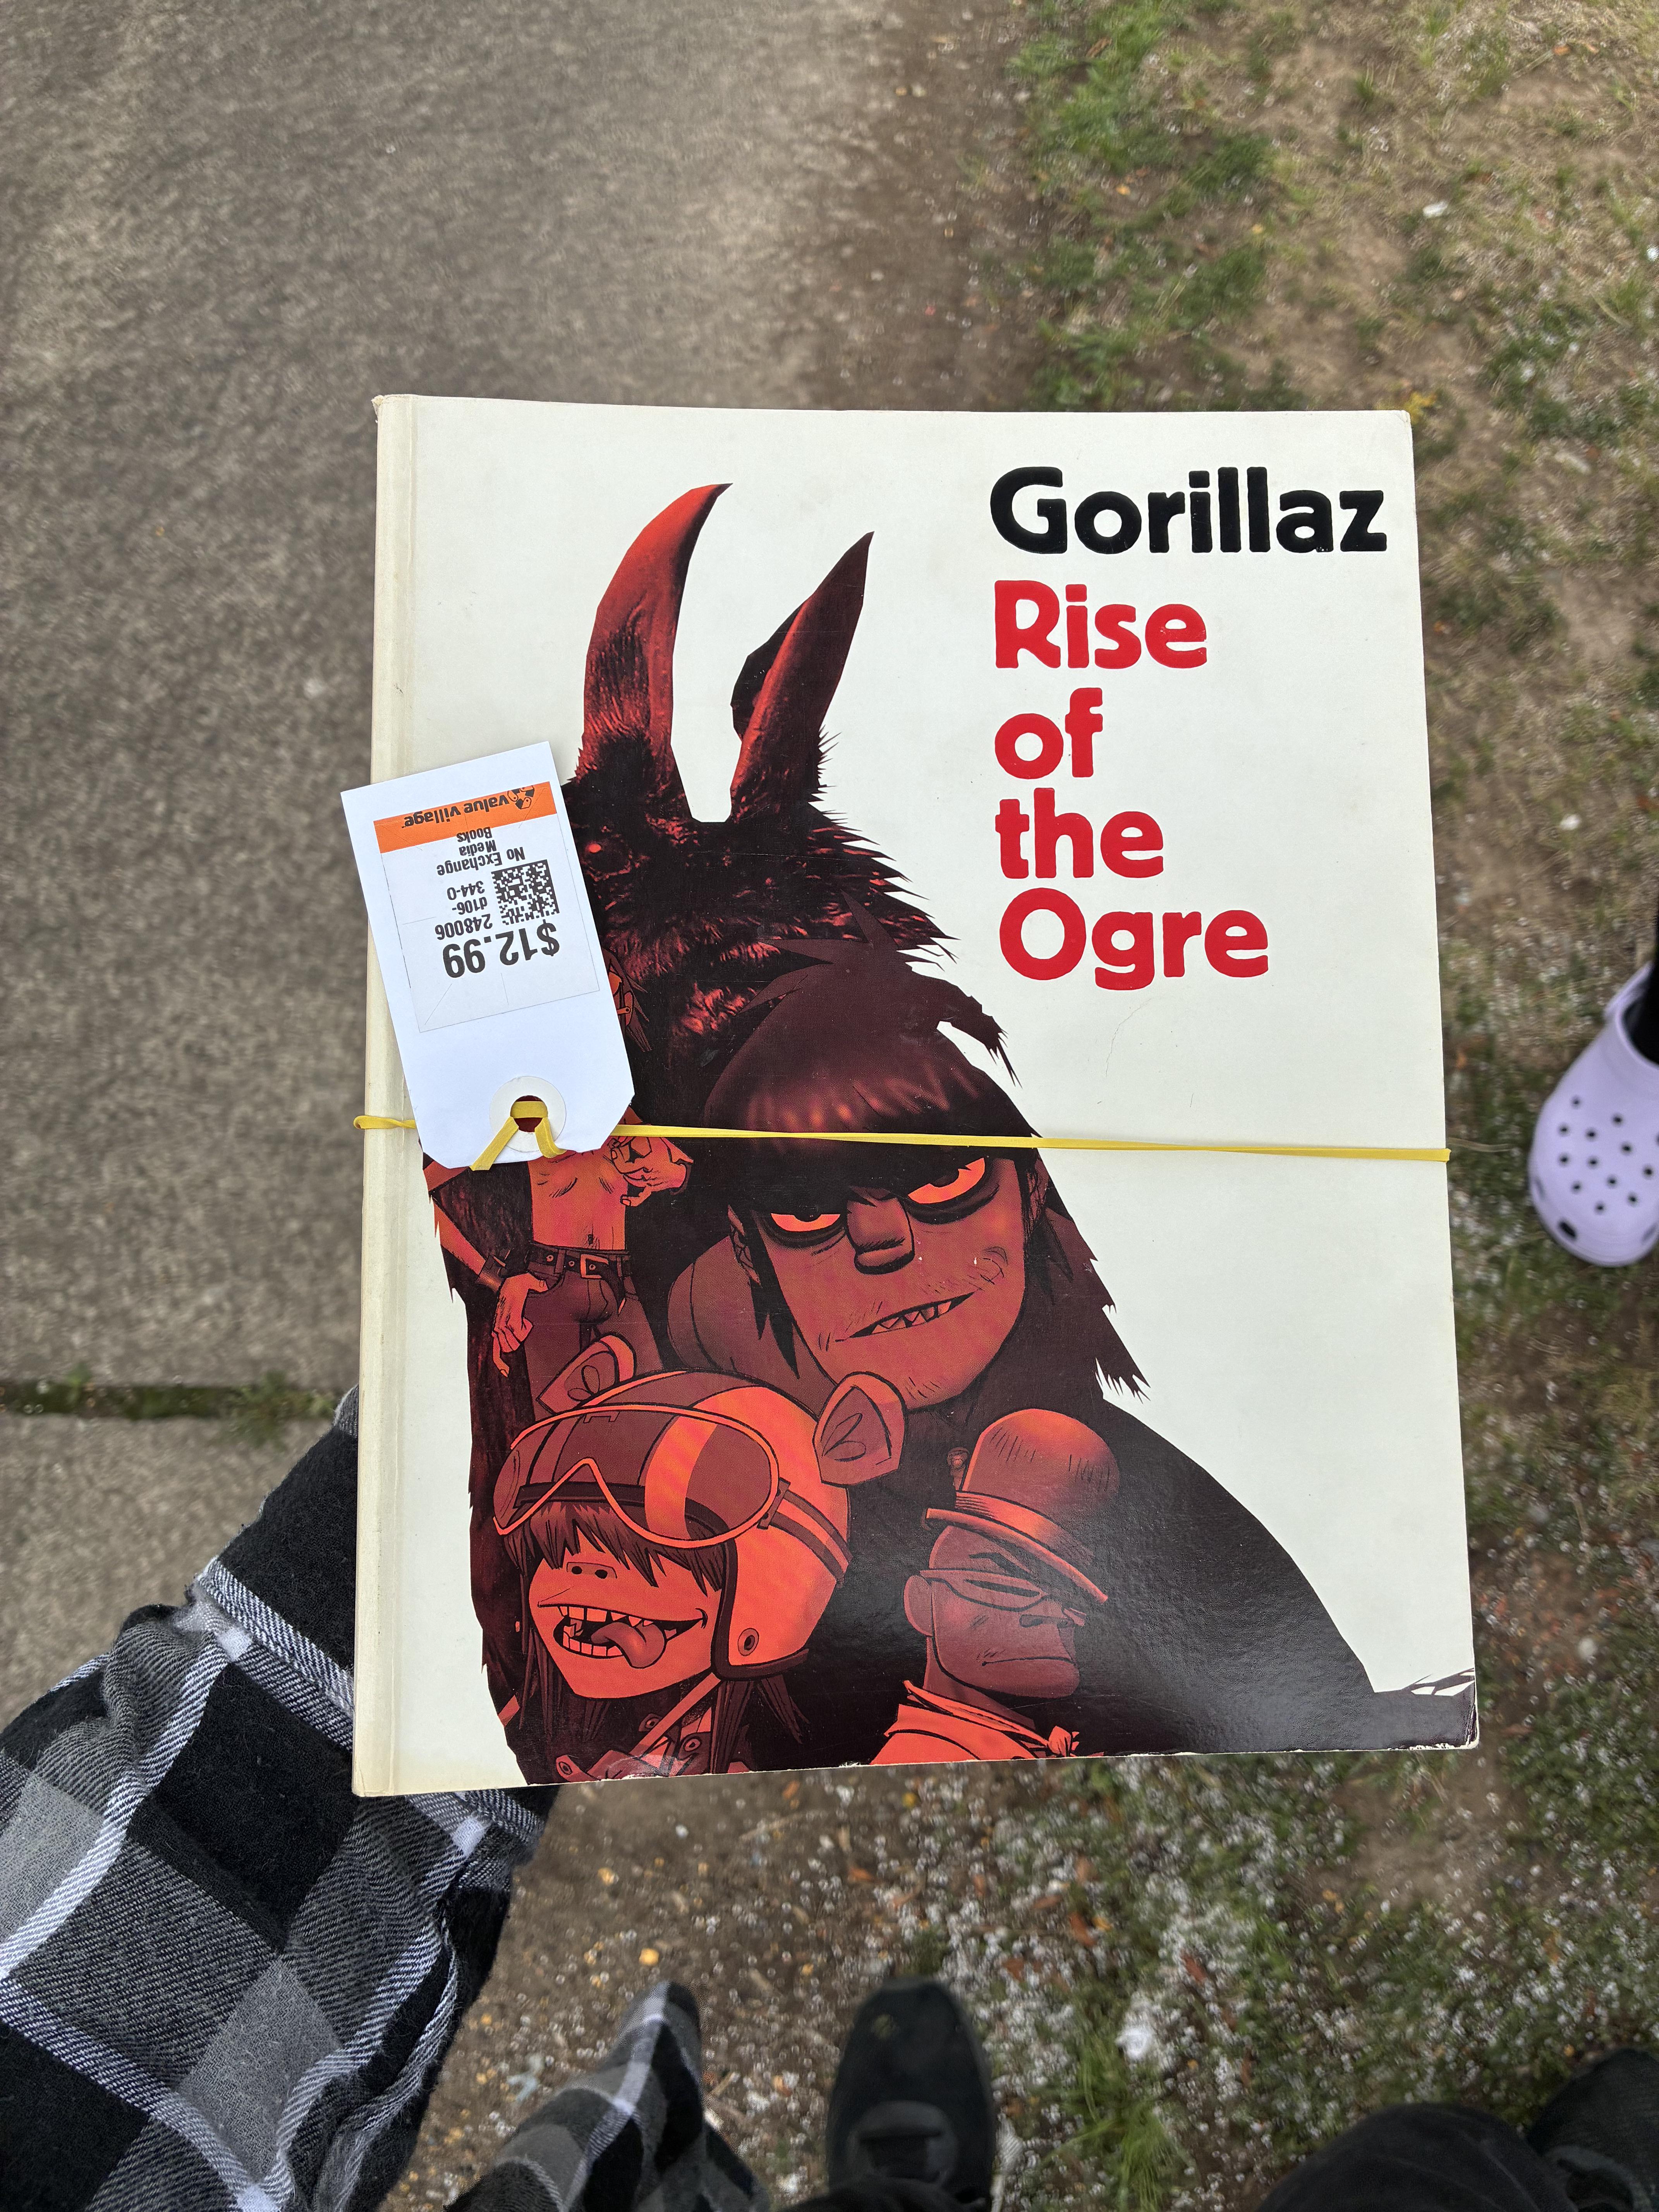 Gorillaz
Rise
of
the
Ogre
value village
Books
Media
No Exchange
344-0
d106-
248006
$12.99